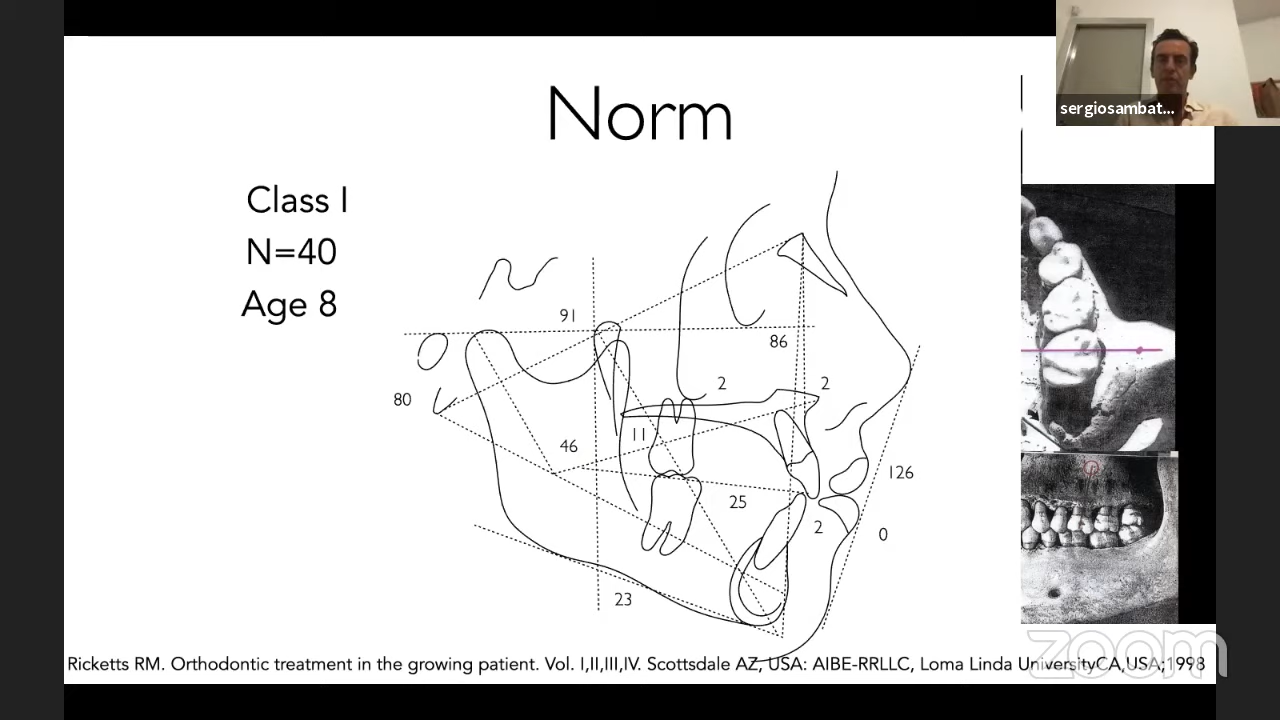 Norm
sergiosambat...
Class I
N=40
Age 8
91
86
80
2
2
46
11
126
25
2
0
23
Ricketts RM. Orthodontic treatment in the growing patient. Vol. I,II,III,IV. Scottsdale AZ, USA: AIBE-RRLLC, Loma Linda UniversityCA,USA;1998
zoom